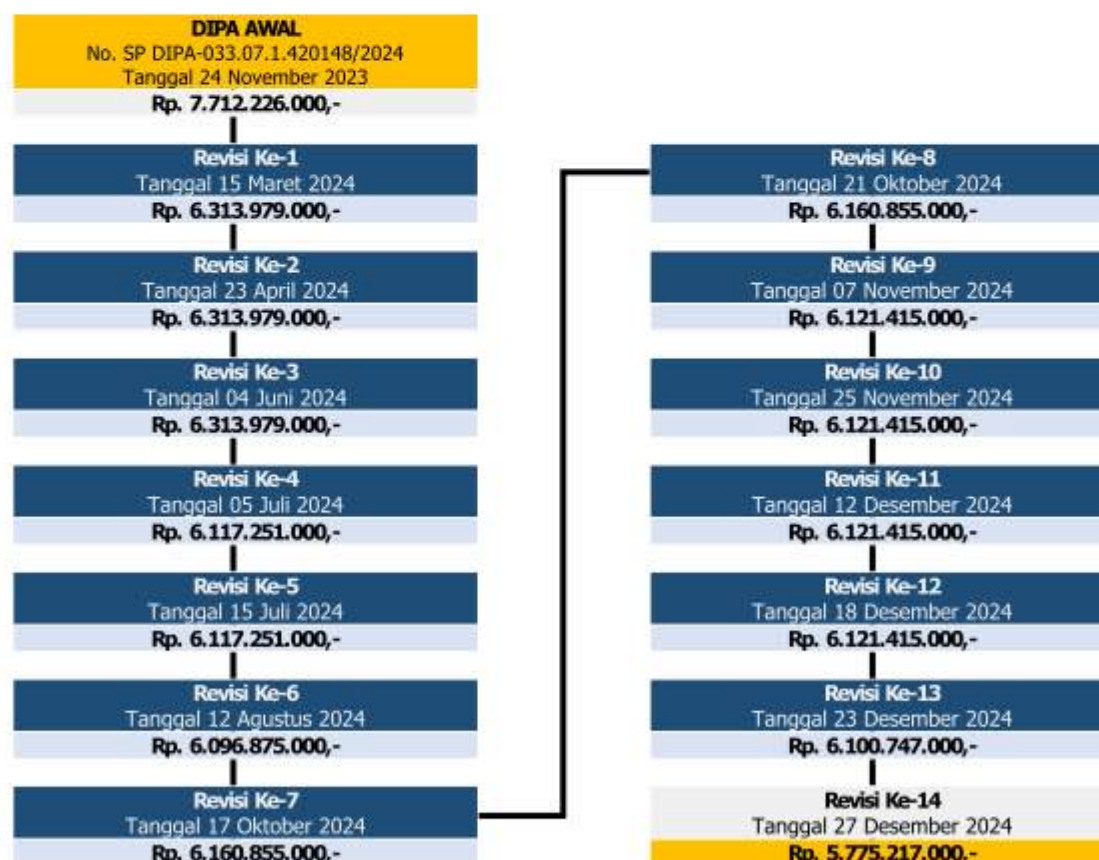 DIPA AWAL
No. SP DIPA-033.07.1.420148/2024
Tanggal 24 November 2023
Rp. 7.712.226.000,-
Revisi Ke-1
Tanggal 15 Maret 2024
Rp. 6.313.979.000,-
Revisi Ke-2
Tanggal 23 April 2024
Rp. 6.313.979.000,-
Revisi Ke-3
Tanggal 04 Juni 2024
Rp. 6.313.979.000,-
Revisi Ke-4
Tanggal 05 Juli 2024
Rp. 6.117.251.000,-
Revisi Ke-5
Tanggal 15 Juli 2024
Rp. 6.117.251.000,-
Revisi Ke-6
Tanggal 12 Agustus 2024
Rp. 6.096.875.000,-
Revisi Ke-7
Tanggal 17 Oktober 2024
Rp. 6.160.855.000,-
Revisi Ke-8
Tanggal 21 Oktober 2024
Rp. 6.160.855.000,-
Revisi Ke-9
Tanggal 07 November 2024
Rp. 6.121.415.000,-
Revisi Ke-10
Tanggal 25 November 2024
Rp. 6.121.415.000,-
Revisi Ke-11
Tanggal 12 Desember 2024
Rp. 6.121.415.000,-
Revisi Ke-12
Tanggal 18 Desember 2024
Rp. 6.121.415.000,-
Revisi Ke-13
Tanggal 23 Desember 2024
Rp. 6.100.747.000,-
Revisi Ke-14
Tanggal 27 Desember 2024
Rp. 5.775.217.000,-